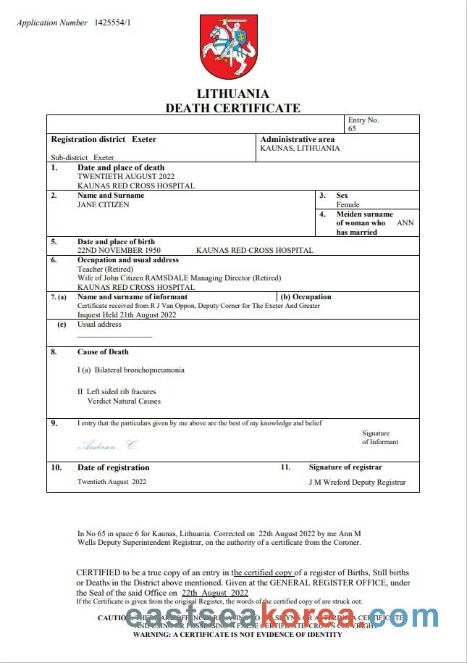 Application Number 1425554/1
LITHUANIA
DEATH CERTIFICATE
Entry No.
65
Registration district Exeter
Administrative area
KAUNAS, LITHUANIA
Sub-district Exeter
1. Date and place of death
TWENTIETH AUGUST 2022
KAUNAS RED CROSS HOSPITAL
2. Name and Surname
JANE CITIZEN
3. Sex
Female
4. Meiden surname
of woman who ANN
has married
5. Date and place of birth
22ND NOVEMBER 1950 KAUNAS RED CROSS HOSPITAL
6. Occupation and usual address
Teacher (Retired)
Wife of John Citizen RAMSDALE Managing Director (Retired)
KAUNAS RED CROSS HOSPITAL
7. (a) Name and surname of informant (b) Occupation
Certificate received from R J Van Oppon, Deputy Corner for The Exeter And Greater
Inquest Held 21th August 2022
(c) Usual address
8. Cause of Death
I (a) Bilateral bronchopneumonia
II Left sided rib fracures
Verdict Natural Causes
9. I entry that the particulars given by me above are the best of my knowledge and belief
Anderson C.
Signature
of Informant
10. Date of registration
11. Signature of registrar
Twentieth August 2022
J M Wreford Deputy Registrar
In No 65 in space 6 for Kaunas, Lithuania. Corrected on 22th August 2022 by me Ann M
Wells Deputy Superintendent Registrar, on the authority of a certificate from the Coroner.
CERTIFIED to be a true copy of an entry in the certified copy of a register of Births, Still births
or Deaths in the District above mentioned. Given at the GENERAL REGISTER OFFICE, under
the Seal of the said Office on 22th August 2022
If the Certificate is given from the original Register, the words of the certified copy of are struck out.
WARNING: A CERTIFICATE IS NOT EVIDENCE OF IDENTITY
eastseakorea.com